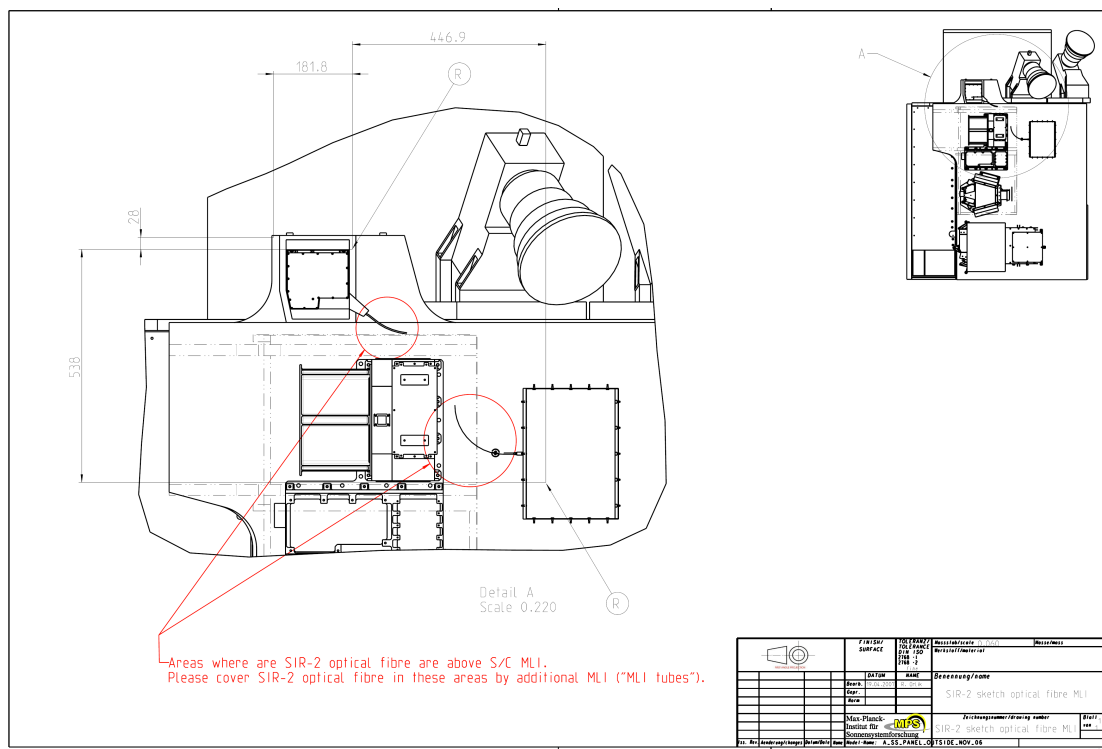 446.9
181.8
R
A
28
538
Detail A
Scale 0.220
R
Areas where are SIR-2 optical fibre are above S/C MLI.
Please cover SIR-2 optical fibre in these areas by additional MLI ("MLI tubes").
FINISH/
SURFACE
TOLERANZ/
TOLERANCE
DIN ISO
2768 -1
2768 -2
Massstab/scale 0.060
Masse/mass
Werkstoff/material
DATUM
NAME
Benennung/name
Bearb.
SIR-2 sketch optical fibre MLI
Gepr.
Norm
Max-Planck-
Institut für
Sonnensystemforschung
MPS
Zeichnungsnummer/drawing number
Blatt
SIR-2 sketch optical fibre MLI
von
Rev. Aenderung/changes Datum/Date Name
Model-Name: A_SS_PANEL_OUTSIDE_NOV_06